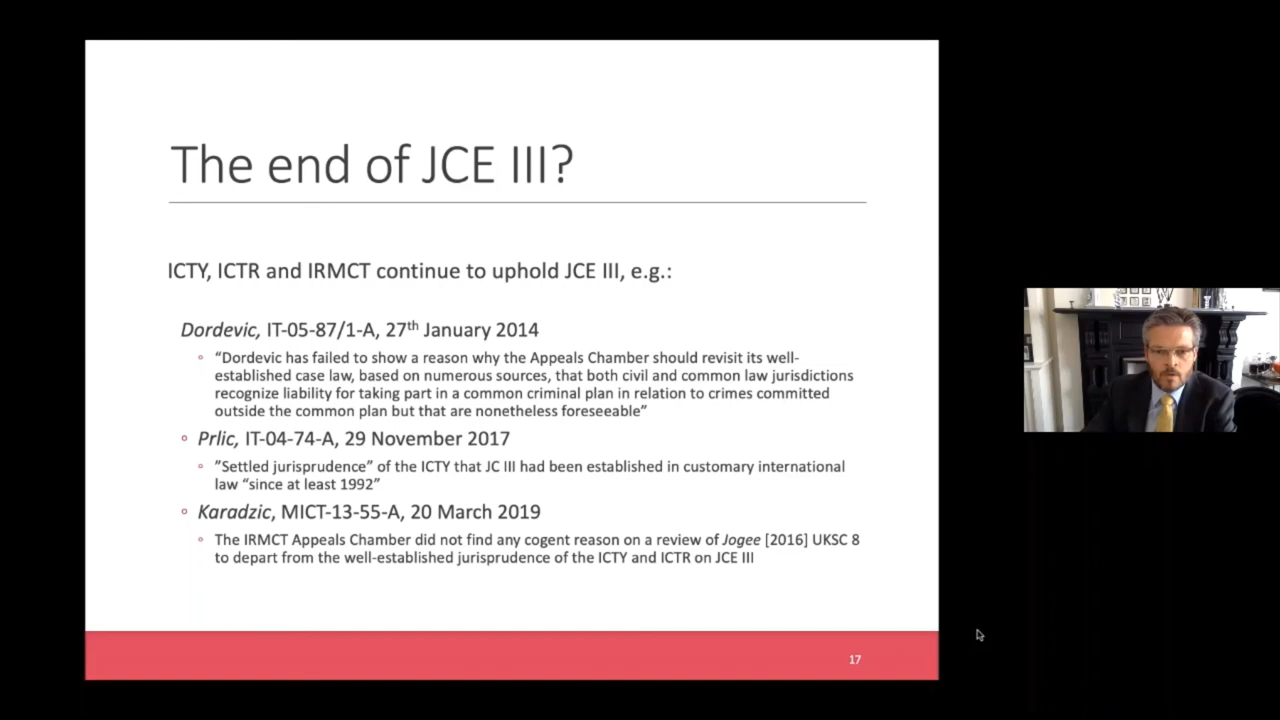 The end of JCE III?
ICTY, ICTR and IRMCT continue to uphold JCE III, e.g.:
Dordevic, IT-05-87/1-A, 27th January 2014
◦ “Dordevic has failed to show a reason why the Appeals Chamber should revisit its well-
established case law, based on numerous sources, that both civil and common law jurisdictions
recognize liability for taking part in a common criminal plan in relation to crimes committed
outside the common plan but that are nonetheless foreseeable”
◦ Prlic, IT-04-74-A, 29 November 2017
◦ ”Settled jurisprudence” of the ICTY that JC III had been established in customary international
law “since at least 1992”
◦ Karadzic, MICT-13-55-A, 20 March 2019
◦ The IRMCT Appeals Chamber did not find any cogent reason on a review of Jogee [2016] UKSC 8
to depart from the well-established jurisprudence of the ICTY and ICTR on JCE III
17